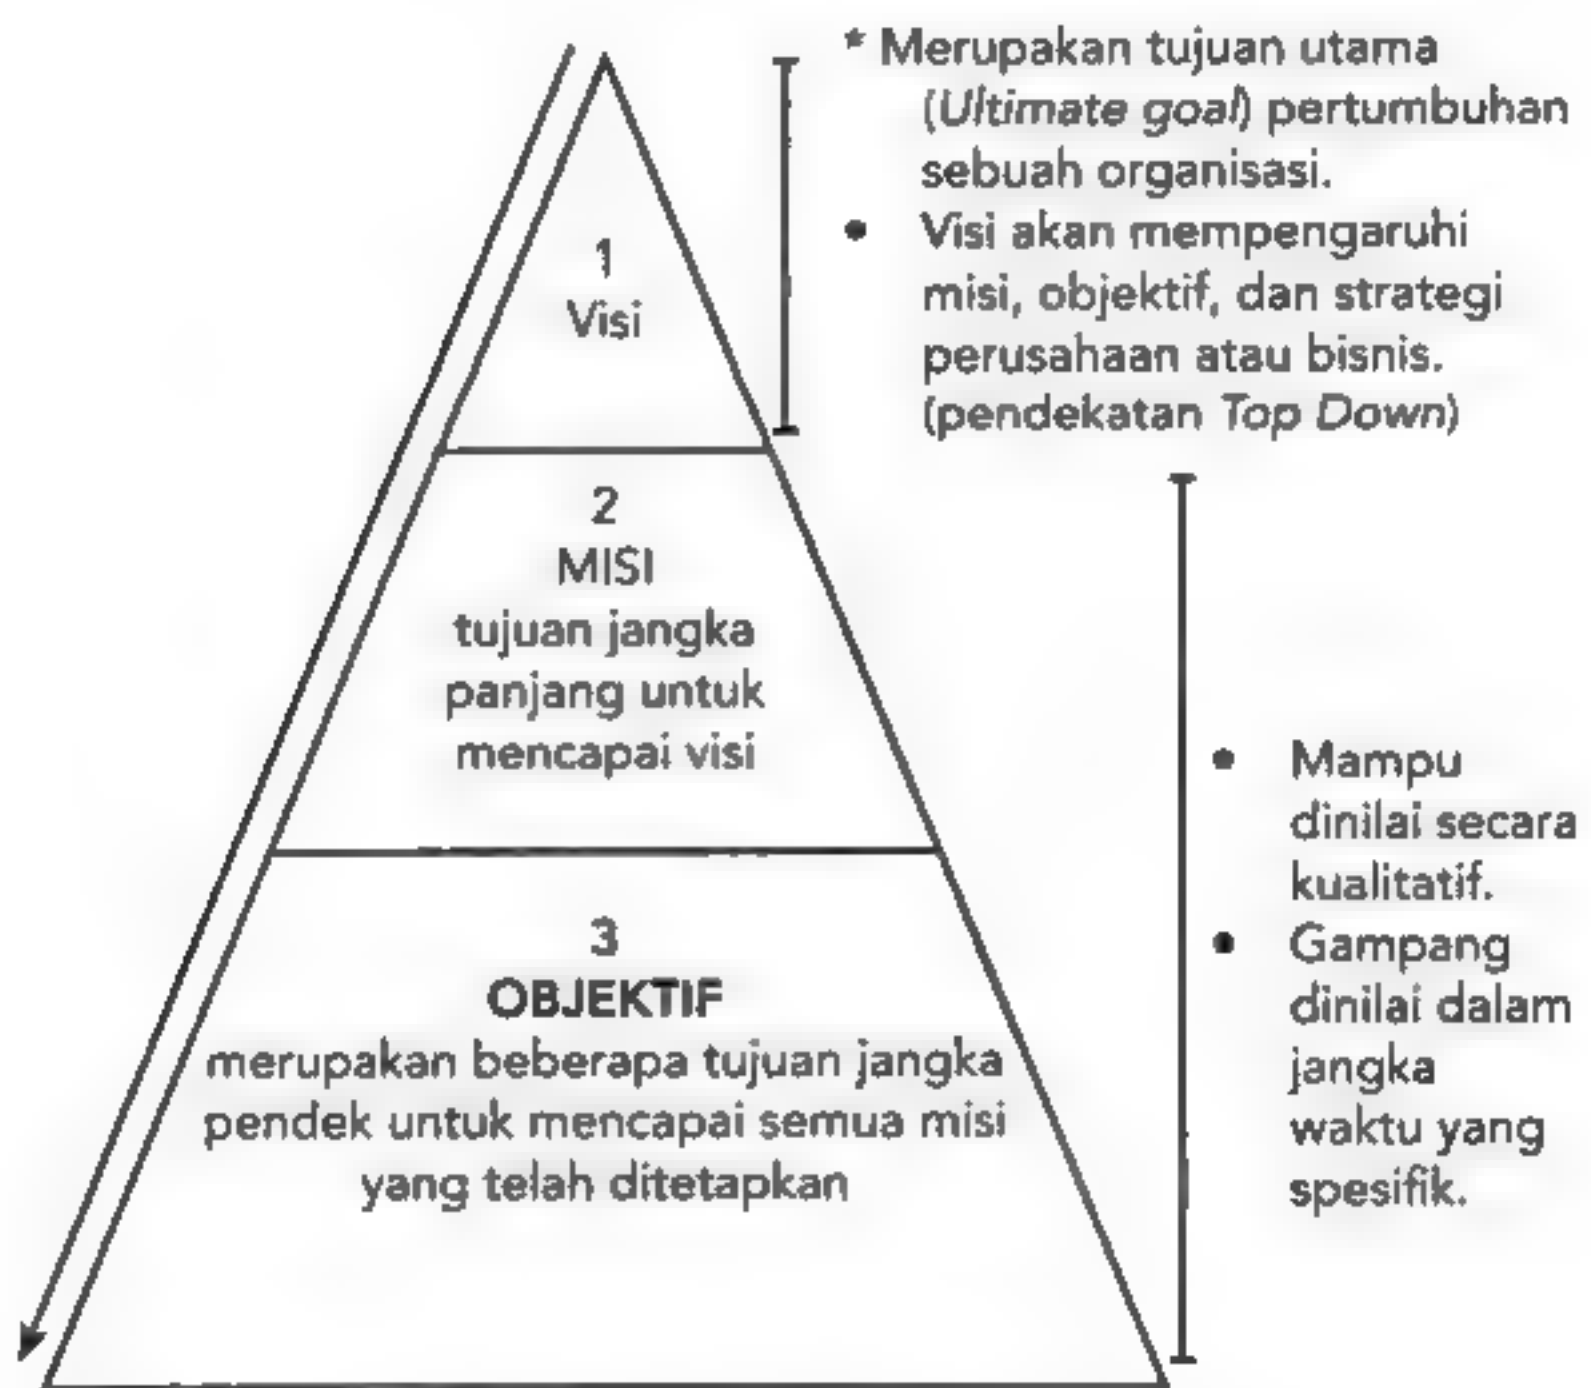 * Merupakan tujuan utama
(Ultimate goal) pertumbuhan
sebuah organisasi.
• Visi akan mempengaruhi
misi, objektif, dan strategi
perusahaan atau bisnis.
(pendekatan Top Down)
1
Visi
2
MISI
tujuan jangka
panjang untuk
mencapai visi
3
OBJEKTIF
merupakan beberapa tujuan jangka
pendek untuk mencapai semua misi
yang telah ditetapkan
• Mampu
dinilai secara
kualitatif.
• Gampang
dinilai dalam
jangka
waktu yang
spesifik.